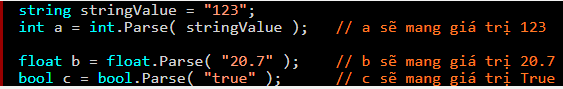 string stringValue = "123";
int a = int.Parse( stringValue );   // a sẽ mang giá trị 123
float b = float.Parse( "20.7" );    // b sẽ mang giá trị 20.7
bool c = bool.Parse( "true" );      // c sẽ mang giá trị True